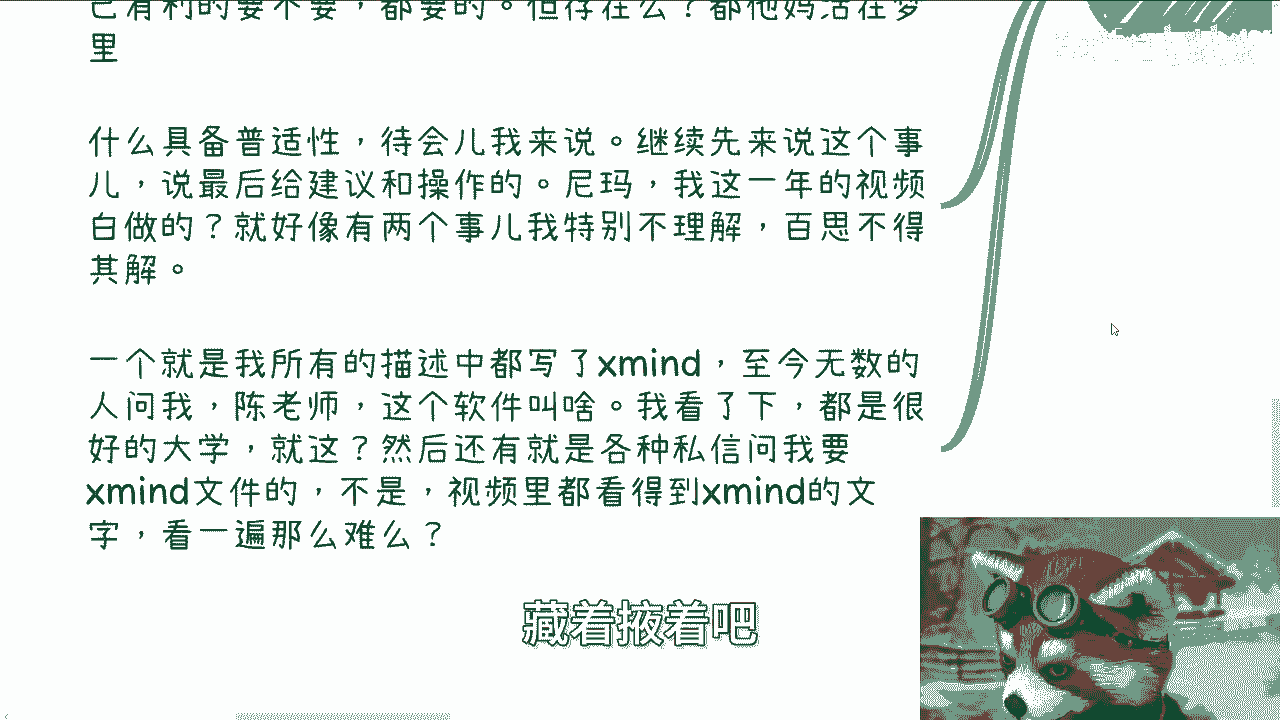 己有利的要不要，都要的。但存在么？都他妈活在梦
里
什么具备普适性，待会儿我来说。继续先来说这个事
儿，说最后给建议和操作的。尼玛，我这一年的视频
白做的？就好像有两个事儿我特别不理解，百思不得
其解。
一个就是我所有的描述中都写了xmind，至今无数的
人问我，陈老师，这个软件叫啥。我看了下，都是很
好的大学，就这？然后还有就是各种私信问我要
xmind文件的，不是，视频里都看得到xmind的文
字，看一遍那么难么？
藏着掖着吧